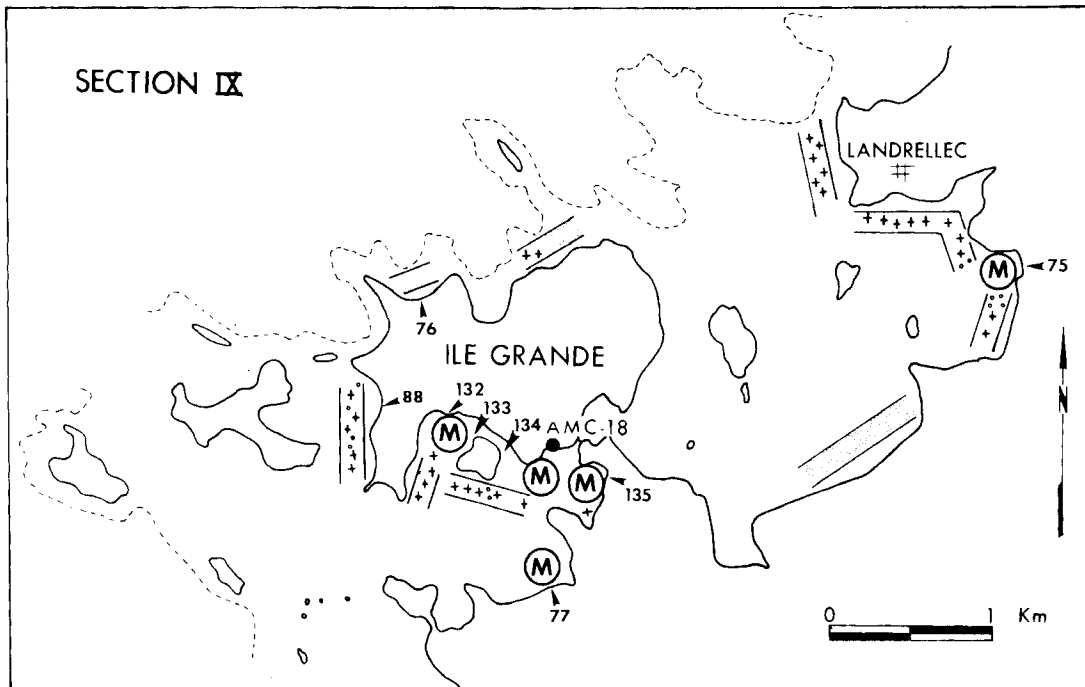 SECTION IX
LANDRELLEC
M
75
76
ILE GRANDE
88
132
133
134
AMC-18
M
M
M
135
M
77
N
0 1 Km